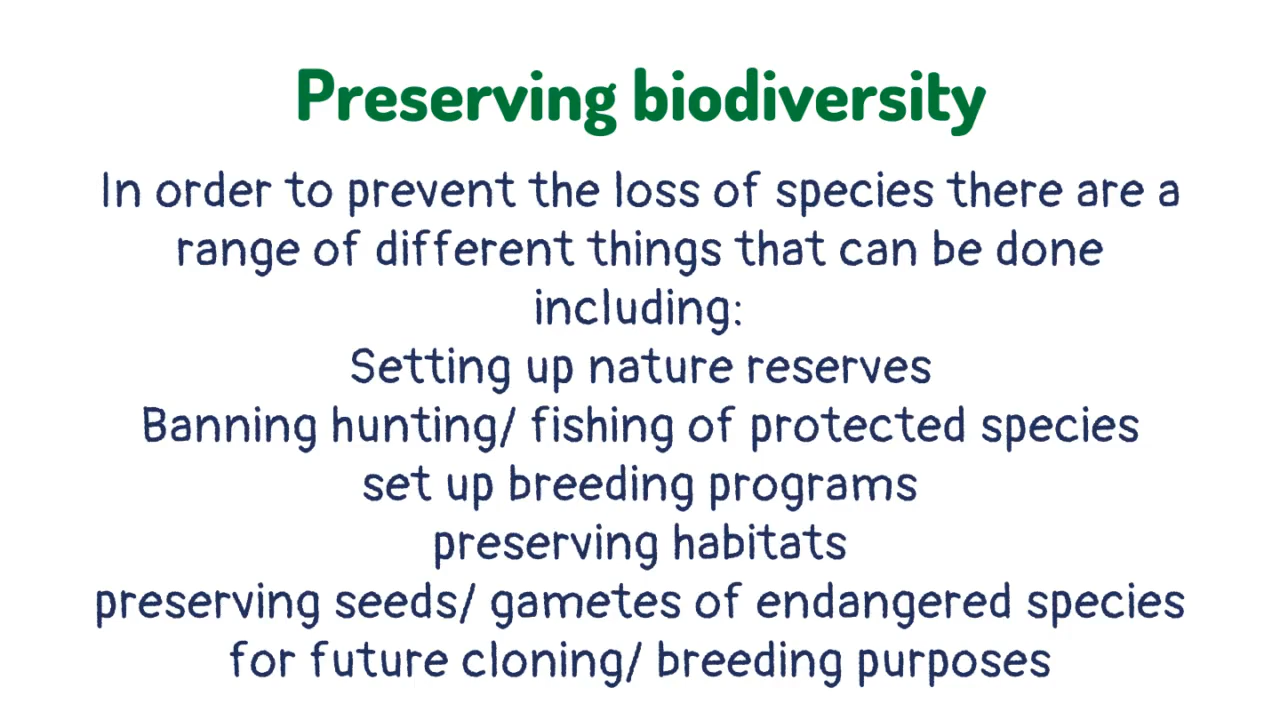 Preserving biodiversity
In order to prevent the loss of species there are a
range of different things that can be done
including:
Setting up nature reserves
Banning hunting/ fishing of protected species
set up breeding programs
preserving habitats
preserving seeds/ gametes of endangered species
for future cloning/ breeding purposes